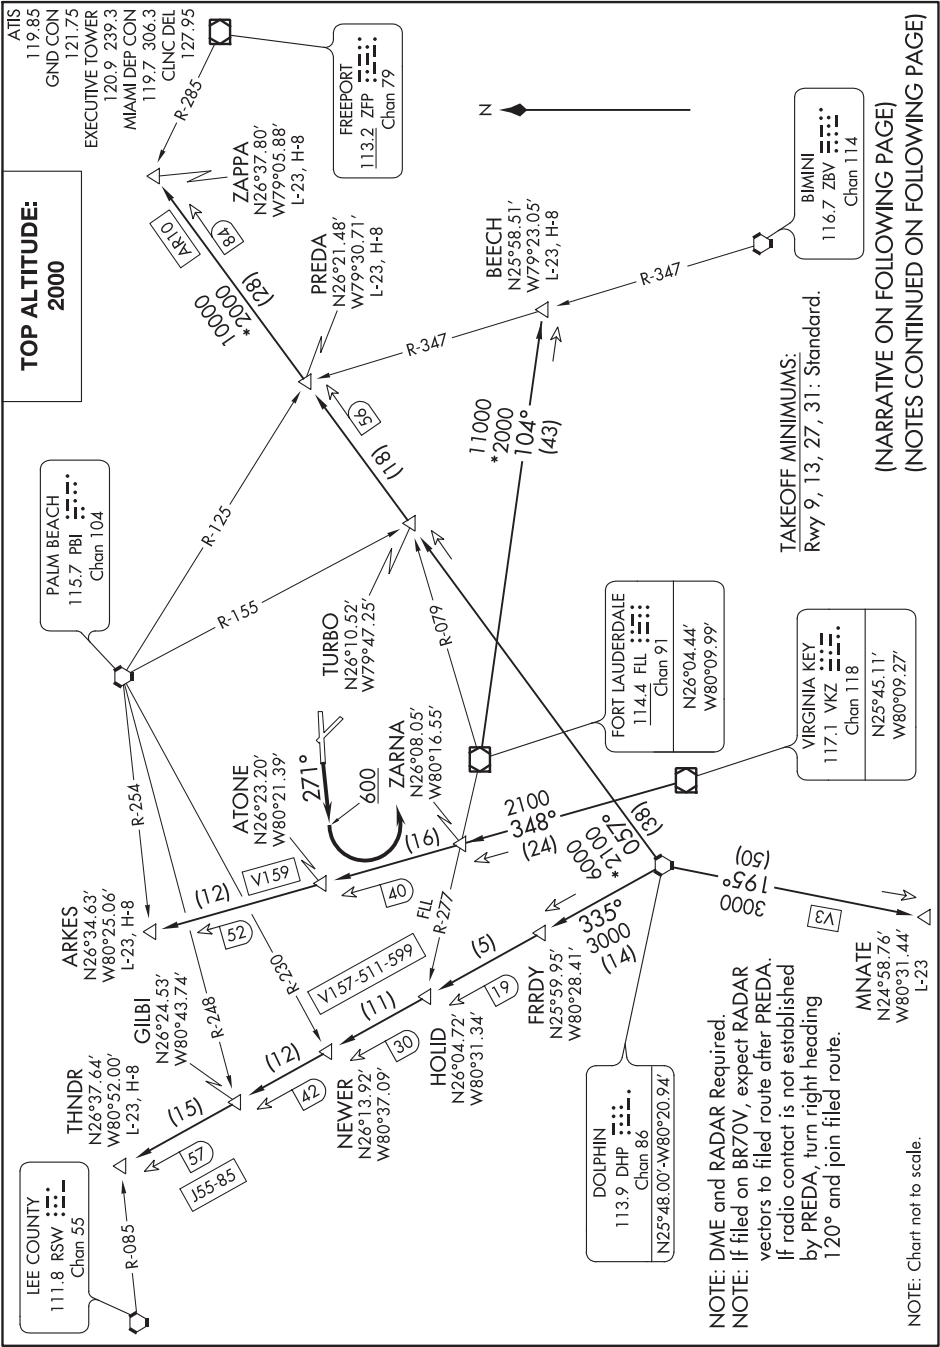 ATIS
119.85
GND CON
121.75
EXECUTIVE TOWER
120.9 239.3
MIAMI DEP CON
119.7 306.3
CLNC DEL
127.95
TOP ALTITUDE:
2000
FREEPORT
113.2 ZFP
Chan 79
R-285
ZAPPA
N26°37.80'
W79°05.88'
L-23, H-8
AR10
84
10000
*2000
(28)
PREDA
N26°21.48'
W79°30.71'
L-23, H-8
56
(18)
N
BIMINI
116.7 ZBV
Chan 114
R-347
BEECH
N25°58.51'
W79°23.05'
L-23, H-8
R-347
11000
*2000
104°
(43)
PALM BEACH
115.7 PBI
Chan 104
R-125
R-155
TURBO
N26°10.52'
W79°47.25'
R-079
FORT LAUDERDALE
114.4 FLL
Chan 91
N26°04.44'
W80°09.99'
VIRGINIA KEY
117.1 VKZ
Chan 118
N25°45.11'
W80°09.27'
TAKEOFF MINIMUMS:
Rwy 9, 13, 27, 31: Standard.
(NARRATIVE ON FOLLOWING PAGE)
(NOTES CONTINUED ON FOLLOWING PAGE)
R-254
ARKES
N26°34.63'
W80°25.06'
L-23, H-8
(12)
52
V159
ATONE
N26°23.20'
W80°21.39'
271°
600
ZARNA
N26°08.05'
W80°16.55'
(16)
40
2100
348°
(24)
6000
*2100
057°
(38)
3000
195°
(50)
V3
MNATE
N24°58.76'
W80°31.44'
L-23
FLL
R-277
R-230
R-248
GILBI
N26°24.53'
W80°43.74'
THNDR
N26°37.64'
W80°52.00'
L-23, H-8
(15)
57
J55-85
(12)
42
V157-511-599
(11)
30
NEWER
N26°13.92'
W80°37.09'
HOLID
N26°04.72'
W80°31.34'
(5)
19
FRRDY
N25°59.95'
W80°28.41'
335°
3000
(14)
LEE COUNTY
111.8 RSW
Chan 55
R-085
DOLPHIN
113.9 DHP
Chan 86
N25°48.00'-W80°20.94'
NOTE: DME and RADAR Required.
NOTE: If filed on BR70V, expect RADAR
vectors to filed route after PREDA.
If radio contact is not established
by PREDA, turn right heading
120° and join filed route.
NOTE: Chart not to scale.